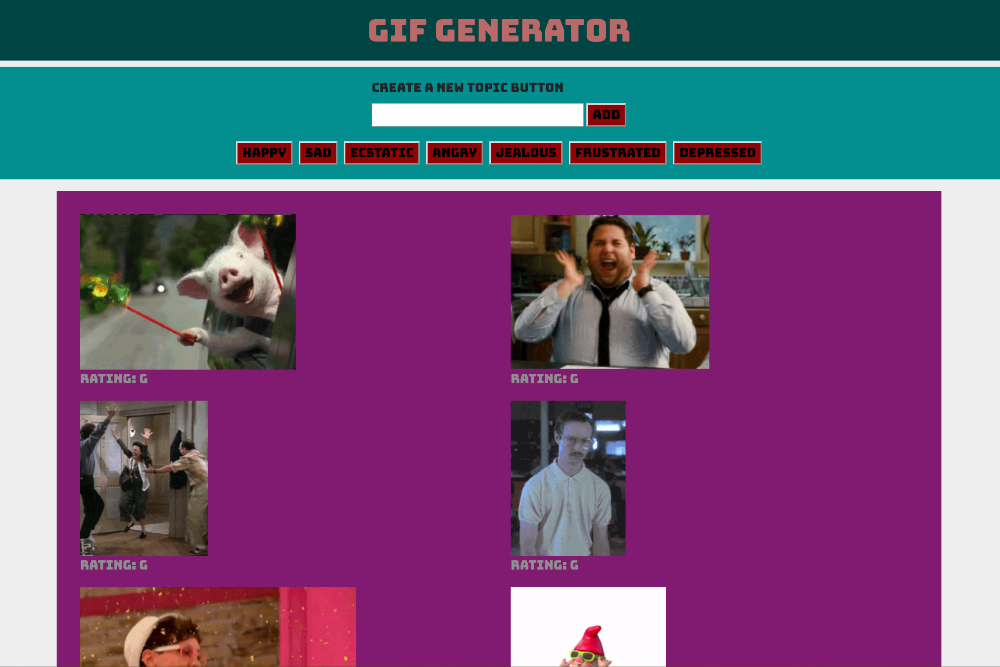 GIF GENERATOR
CREATE A NEW TOPIC BUTTON
ADD
HAPPY SAD ECSTATIC ANGRY JEALOUS FRUSTRATED DEPRESSED
RATING: G RATING: G
RATING: G RATING: G